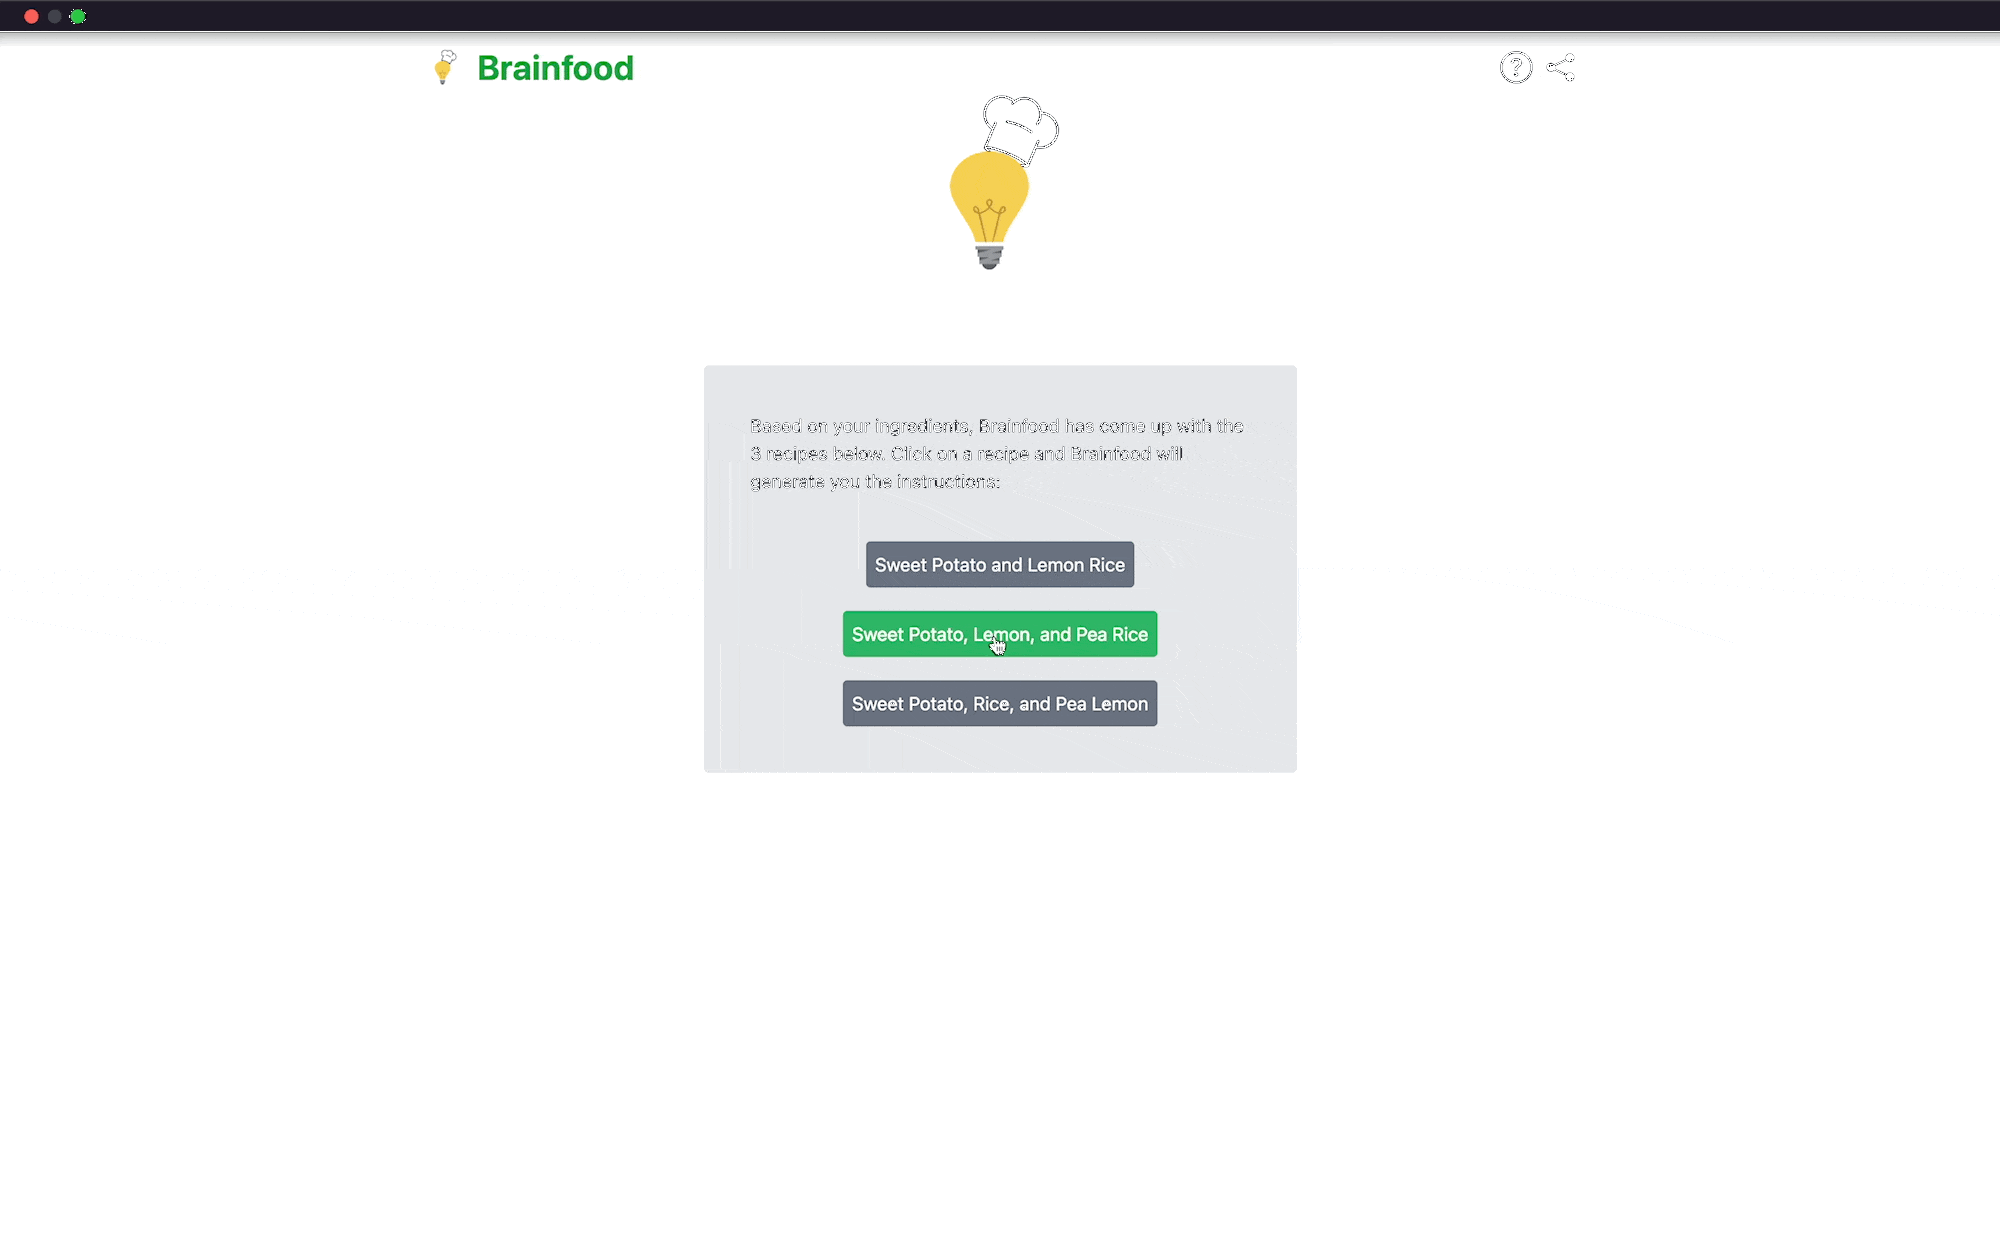 Brainfood
Based on your ingredients, Brainfood has come up with the
3 recipes below. Click on a recipe and Brainfood will
generate you the instructions:
Sweet Potato and Lemon Rice
Sweet Potato, Lemon, and Pea Rice
Sweet Potato, Rice, and Pea Lemon